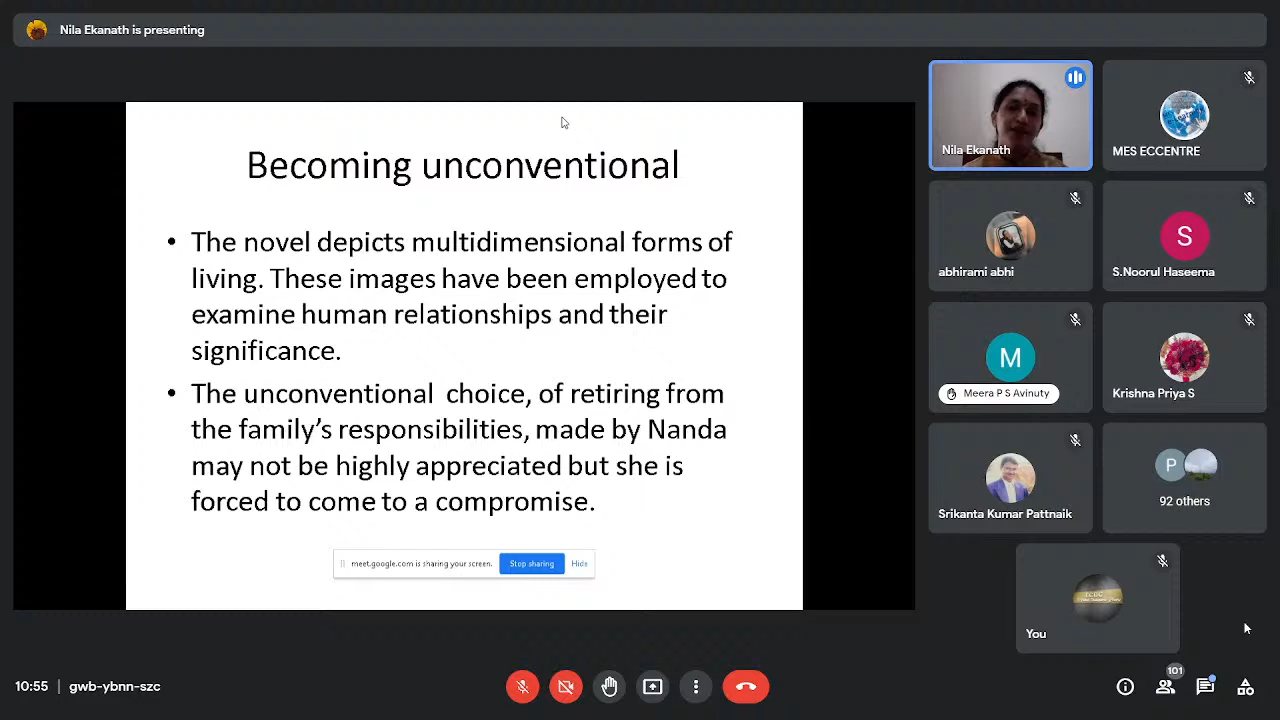 Nila Ekanath is presenting
Becoming unconventional
• The novel depicts multidimensional forms of
living. These images have been employed to
examine human relationships and their
significance.
• The unconventional choice, of retiring from
the family's responsibilities, made by Nanda
may not be highly appreciated but she is
forced to come to a compromise.
meet.google.com is sharing your screen.
Stop sharing
Hide
Nila Ekanath
MES ECCENTRE
abhirami abhi
S
S.Noorul Haseema
M
Meera P S Avinuty
Krishna Priya S
Srikanta Kumar Pattnaik
P
92 others
You
10:55 | gwb-ybnn-szc
101